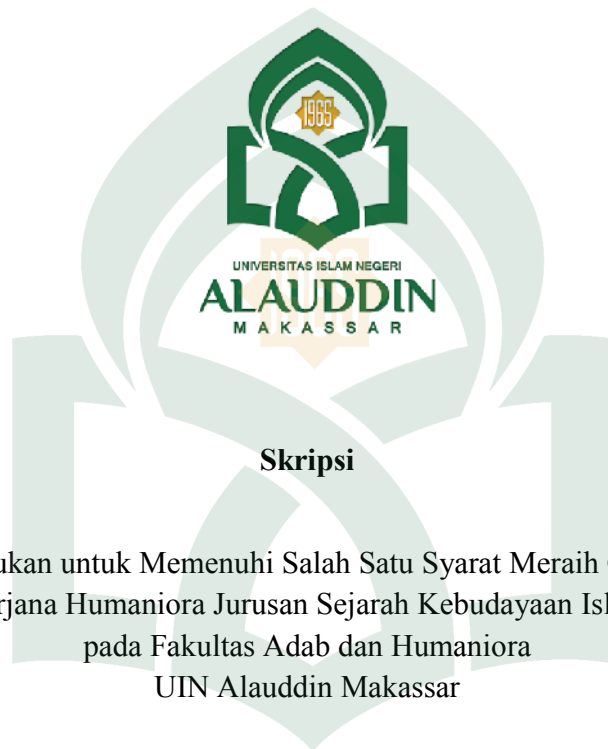 1965
UNIVERSITAS ISLAM NEGERI
ALAUDDIN
MAKASSAR
Skripsi
ukan untuk Memenuhi Salah Satu Syarat Meraih
rjana Humaniora Jurusan Sejarah Kebudayaan Isl
pada Fakultas Adab dan Humaniora
UIN Alauddin Makassar